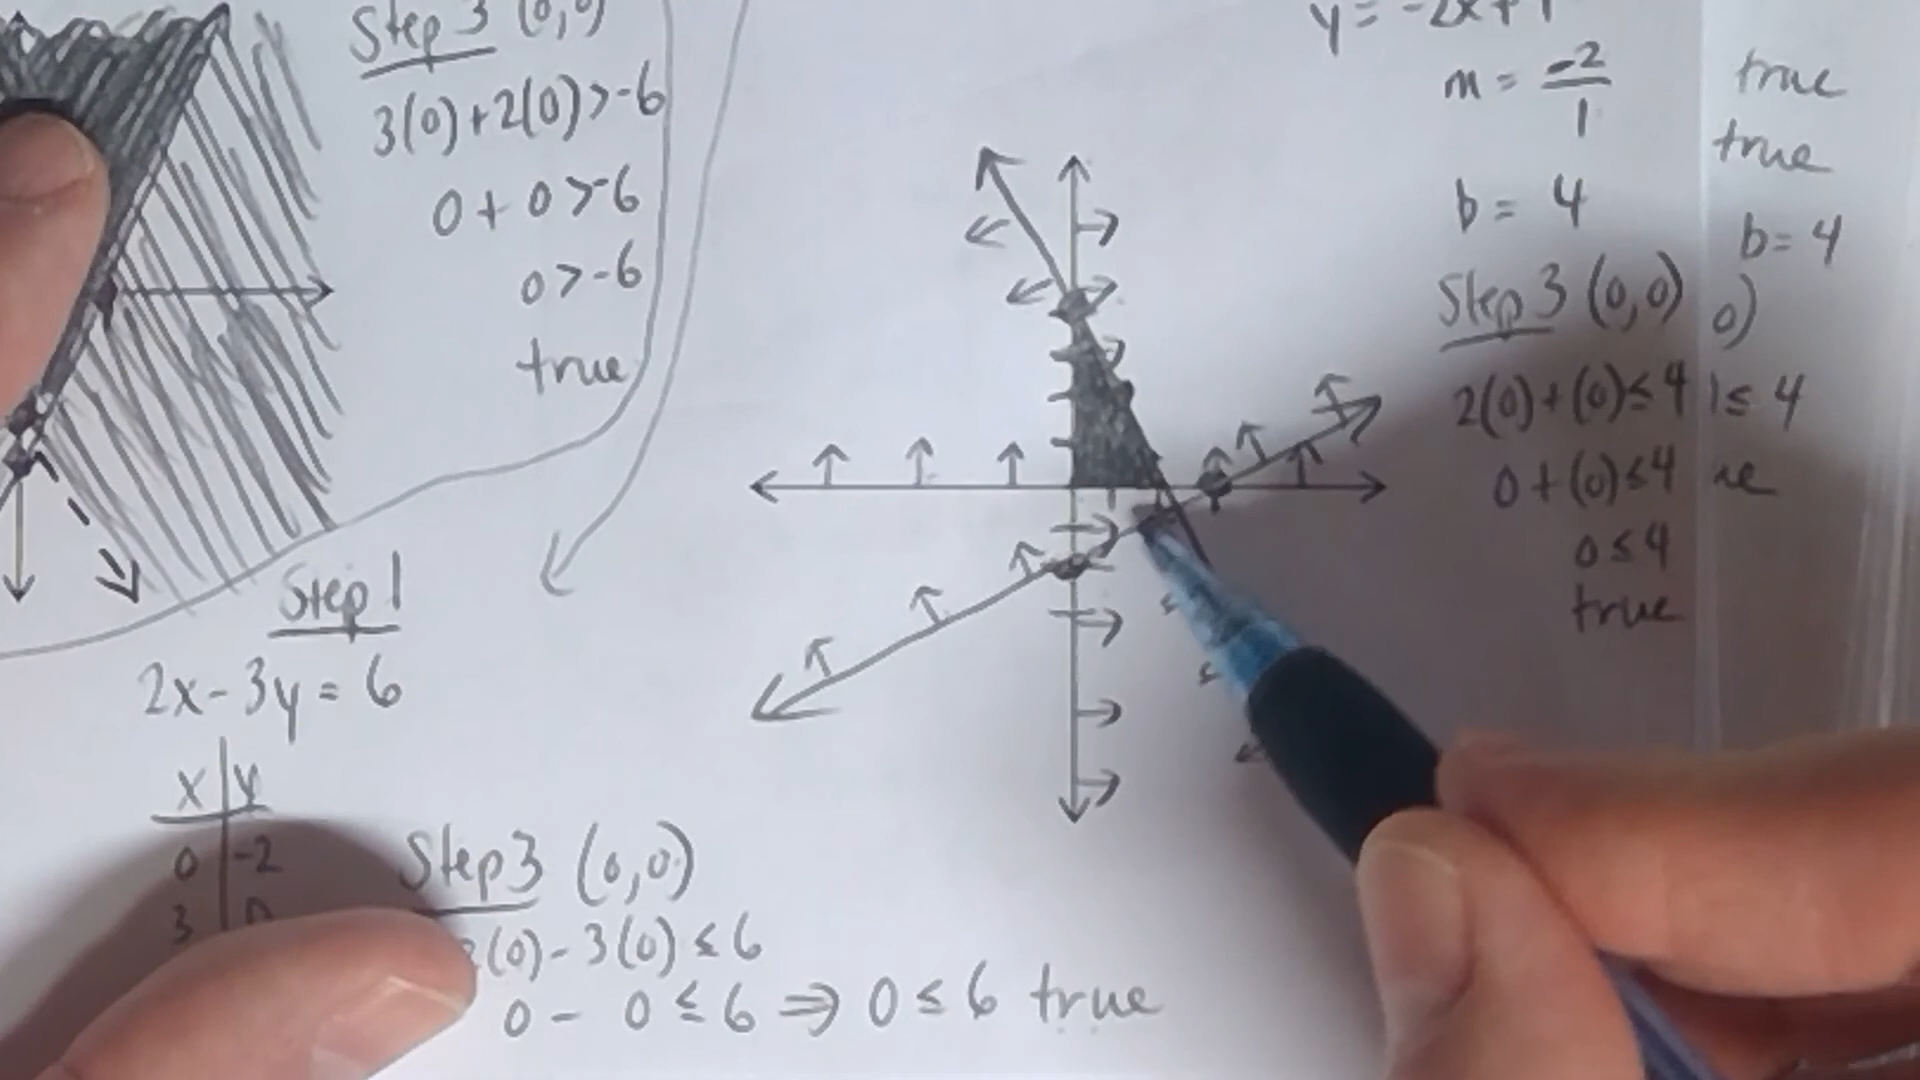 Step 3 (0,0)
3(0)+2(0)>-6
0+0>-6
0>-6
true
Step 1
2x-3y=6
x y
0 -2
3 0
Step 3 (0,0)
2(0)-3(0)≤6
0-0≤6⇒0≤6 true
m=-2/1
b=4
Step 3 (0,0)
2(0)+(0)≤4
0+(0)≤4
0≤4
true
true
true
b=4
0)
≤4